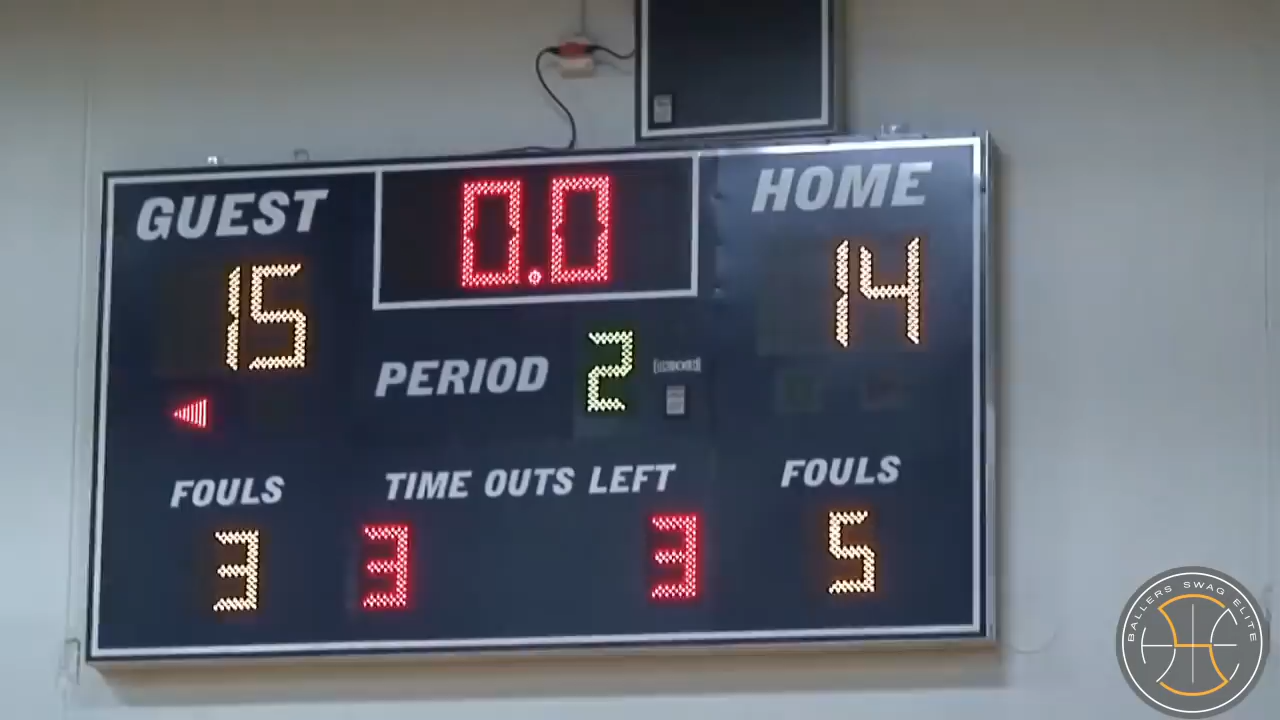 GUEST
0.0
HOME
15
14
PERIOD 2
FOULS
TIME OUTS LEFT
FOULS
3
3
3
5
BALLERS SWAG ELITE